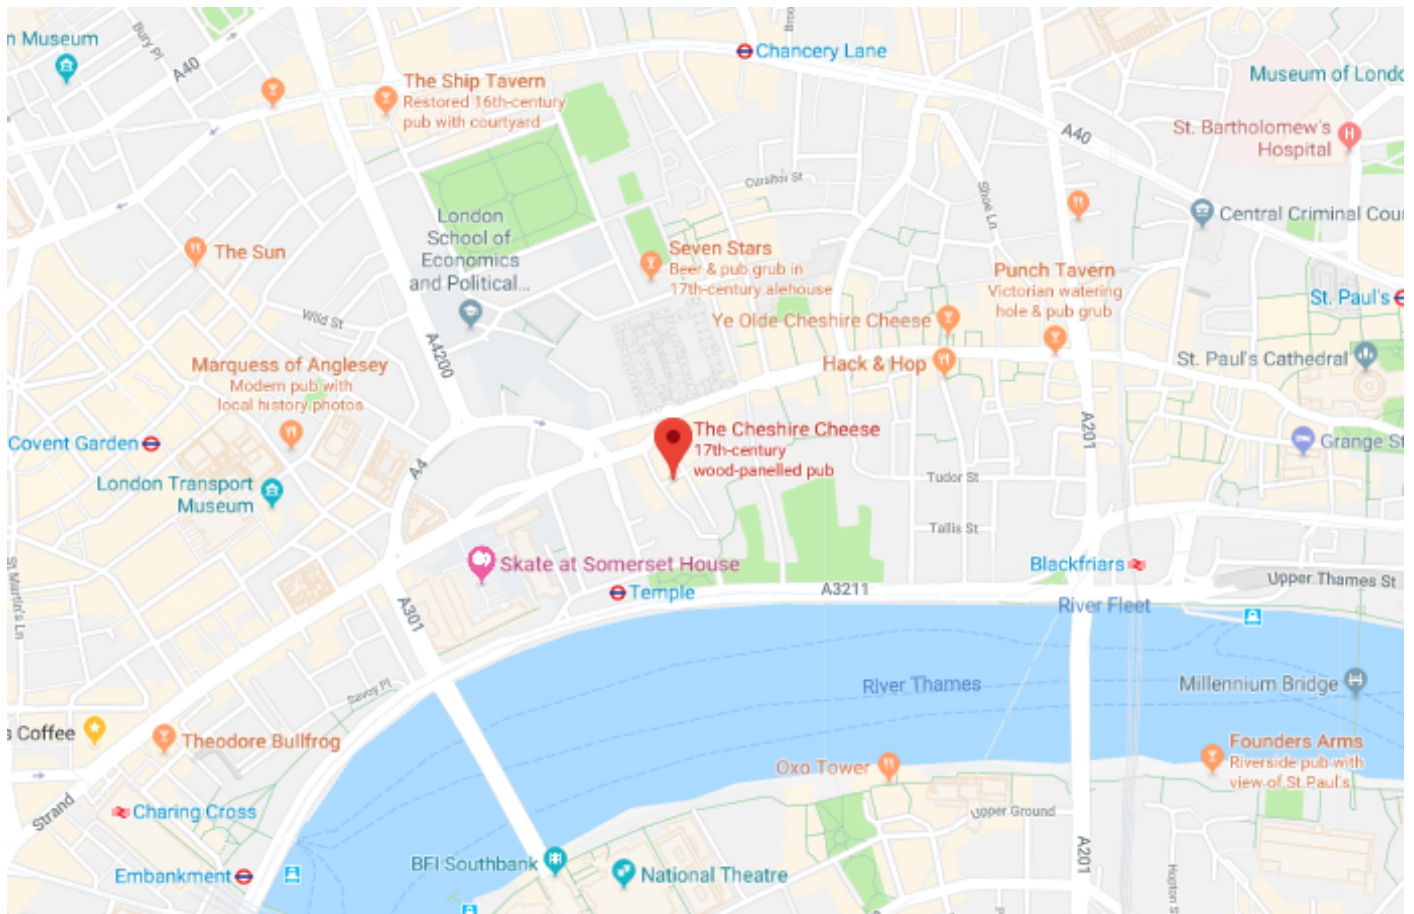 n Museum
Bury Pl
A40
Chancery Lane
The Ship Tavern
Restored 16th-century
pub with courtyard
Museum of Londo
St. Bartholomew's
Hospital
A40
Cursitor St
Shoe Ln
London
School of
Economics
and Political...
Central Criminal Cour
The Sun
Seven Stars
Beer & pub grub in
17th-century alehouse
Punch Tavern
Victorian watering
hole & pub grub
St. Paul's
Wild St
A4200
Ye Olde Cheshire Cheese
Hack & Hop
St. Paul's Cathedral
Marquess of Anglesey
Modern pub with
local history photos
Covent Garden
A4
The Cheshire Cheese
17th-century
wood-panelled pub
A201
Grange St
London Transport
Museum
Tudor St
Tallis St
St Martin's Ln
Skate at Somerset House
Temple
A3211
Blackfriars
Upper Thames St
River Fleet
A301
River Thames
Millennium Bridge
Savoy Pl
s Coffee
Theodore Bullfrog
Oxo Tower
Founders Arms
Riverside pub with
view of St.Paul's
Strand
Charing Cross
Upper Ground
Embankment
BFI Southbank
National Theatre
A201
Hopton S